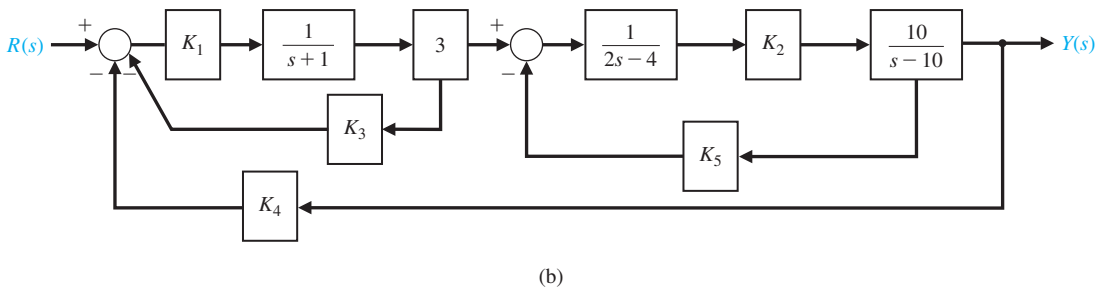 R(s)
+
−
−
K₁
1
s + 1
3
+
−
1
2s − 4
K₂
10
s − 10
Y(s)
K₃
K₅
K₄
(b)